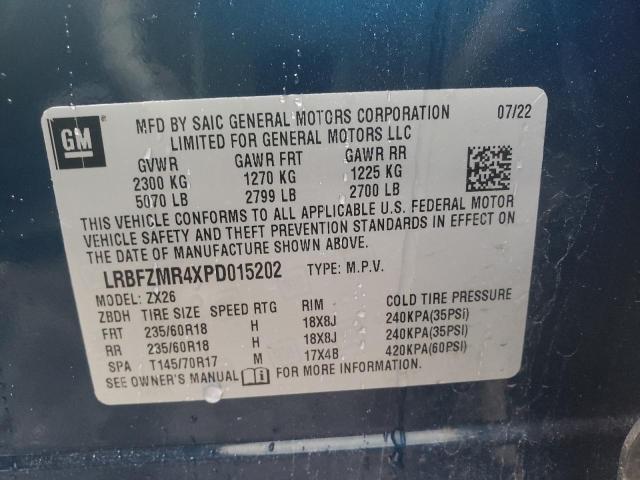 GM
MFD BY SAIC GENERAL MOTORS CORPORATION 07/22
LIMITED FOR GENERAL MOTORS LLC
GVWR GAWR FRT GAWR RR
2300 KG 1270 KG 1225 KG
5070 LB 2799 LB 2700 LB
THIS VEHICLE CONFORMS TO ALL APPLICABLE U.S. FEDERAL MOTOR
VEHICLE SAFETY AND THEFT PREVENTION STANDARDS IN EFFECT ON
THE DATE OF MANUFACTURE SHOWN ABOVE.
LRBFZMR4XPD015202 TYPE: M.P.V.
MODEL: ZX26
ZBDH TIRE SIZE SPEED RTG RIM COLD TIRE PRESSURE
FRT 235/60R18 H 18X8J 240KPA(35PSI)
RR 235/60R18 H 18X8J 240KPA(35PSI)
SPA T145/70R17 M 17X4B 420KPA(60PSI)
SEE OWNER'S MANUAL FOR MORE INFORMATION.